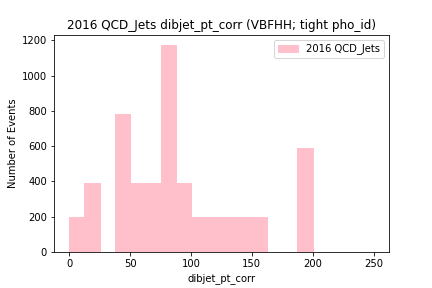 2016 QCD_Jets dibjet_pt_corr (VBFHH; tight pho_id)
2016 QCD_Jets
Number of Events
1200
1000
800
600
400
200
0
0 50 100 150 200 250
dibjet_pt_corr